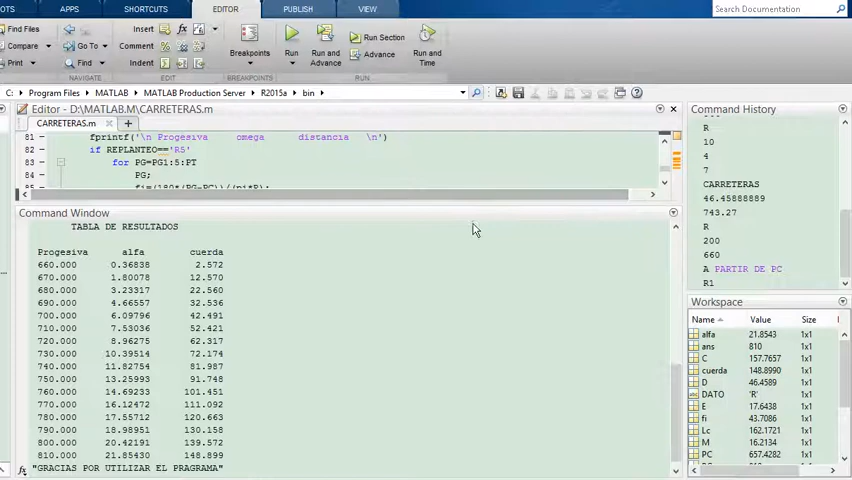 OTS APPS SHORTCUTS EDITOR PUBLISH VIEW Search Documentation
Find Files Insert fx Run Section
Compare Go To Comment Breakpoints Run Run and Advance Advance Run and Time
Print Find Indent
NAVIGATE EDIT BREAKPOINTS RUN
C: Program Files MATLAB MATLAB Production Server R2015a bin
Editor - D:\MATLAB.M\CARRETERAS.m
CARRETERAS.m
81 fprintf('\n Progesiva omega distancia \n')
82 if REPLANTEO=='R5'
83 for PG=PG1:5:PT
84 PG;
85 fi=(180*(PG-PC))/(pi*R);
Command Window
TABLA DE RESULTADOS
Progesiva alfa cuerda
660.000 0.36838 2.572
670.000 1.80078 12.570
680.000 3.23317 22.560
690.000 4.66557 32.536
700.000 6.09796 42.491
710.000 7.53036 52.421
720.000 8.96275 62.317
730.000 10.39514 72.174
740.000 11.82754 81.987
750.000 13.25993 91.748
760.000 14.69233 101.451
770.000 16.12472 111.092
780.000 17.55712 120.663
790.000 18.98951 130.158
800.000 20.42191 139.572
810.000 21.85430 148.899
"GRACIAS POR UTILIZAR EL PRAGRAMA"
fx
Command History
R
10
4
7
CARRETERAS
46.45888889
743.27
R
200
660
A PARTIR DE PC
R1
Workspace
Name Value Size
alfa 21.8543 1x1
ans 810 1x1
C 157.7657 1x1
cuerda 148.8990 1x1
D 46.4589 1x1
DATO 'R' 1x1
E 17.6438 1x1
fi 43.7086 1x1
Lc 162.1721 1x1
M 16.2134 1x1
PC 657.4282 1x1